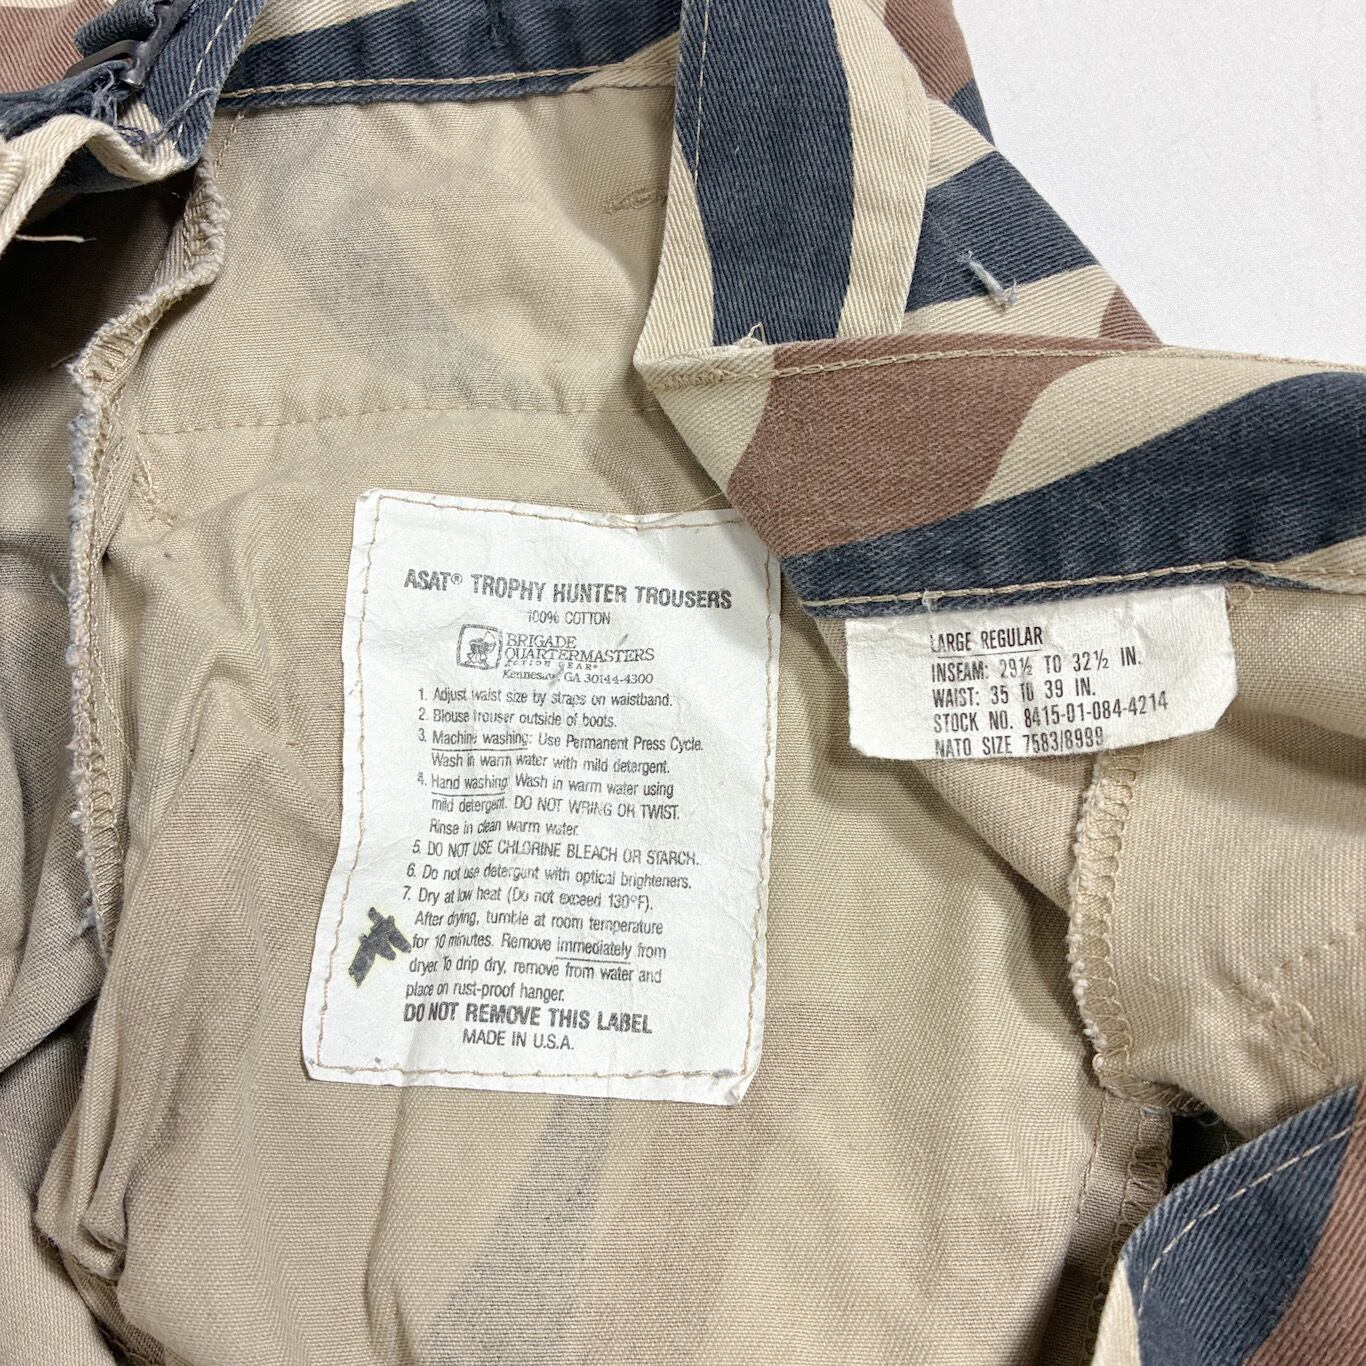 ASAT® TROPHY HUNTER TROUSERS
100% COTTON
BRIGADE
QUARTERMASTERS
ACTION GEAR®
Kennesaw, GA 30144-4300
1. Adjust waist size by straps on waistband.
2. Blouse trouser outside of boots.
3. Machine washing: Use Permanent Press Cycle.
Wash in warm water with mild detergent.
4. Hand washing: Wash in warm water using
mild detergent. DO NOT WRING OR TWIST.
Rinse in clean warm water.
5. DO NOT USE CHLORINE BLEACH OR STARCH.
6. Do not use detergent with optical brighteners.
7. Dry at low heat (Do not exceed 130°F).
After drying, tumble at room temperature
for 10 minutes. Remove immediately from
dryer. To drip dry, remove from water and
place on rust-proof hanger.
DO NOT REMOVE THIS LABEL
MADE IN U.S.A.
LARGE REGULAR
INSEAM: 29½ TO 32½ IN.
WAIST: 35 TO 39 IN.
STOCK NO. 8415-01-084-4214
NATO SIZE 7583/8999